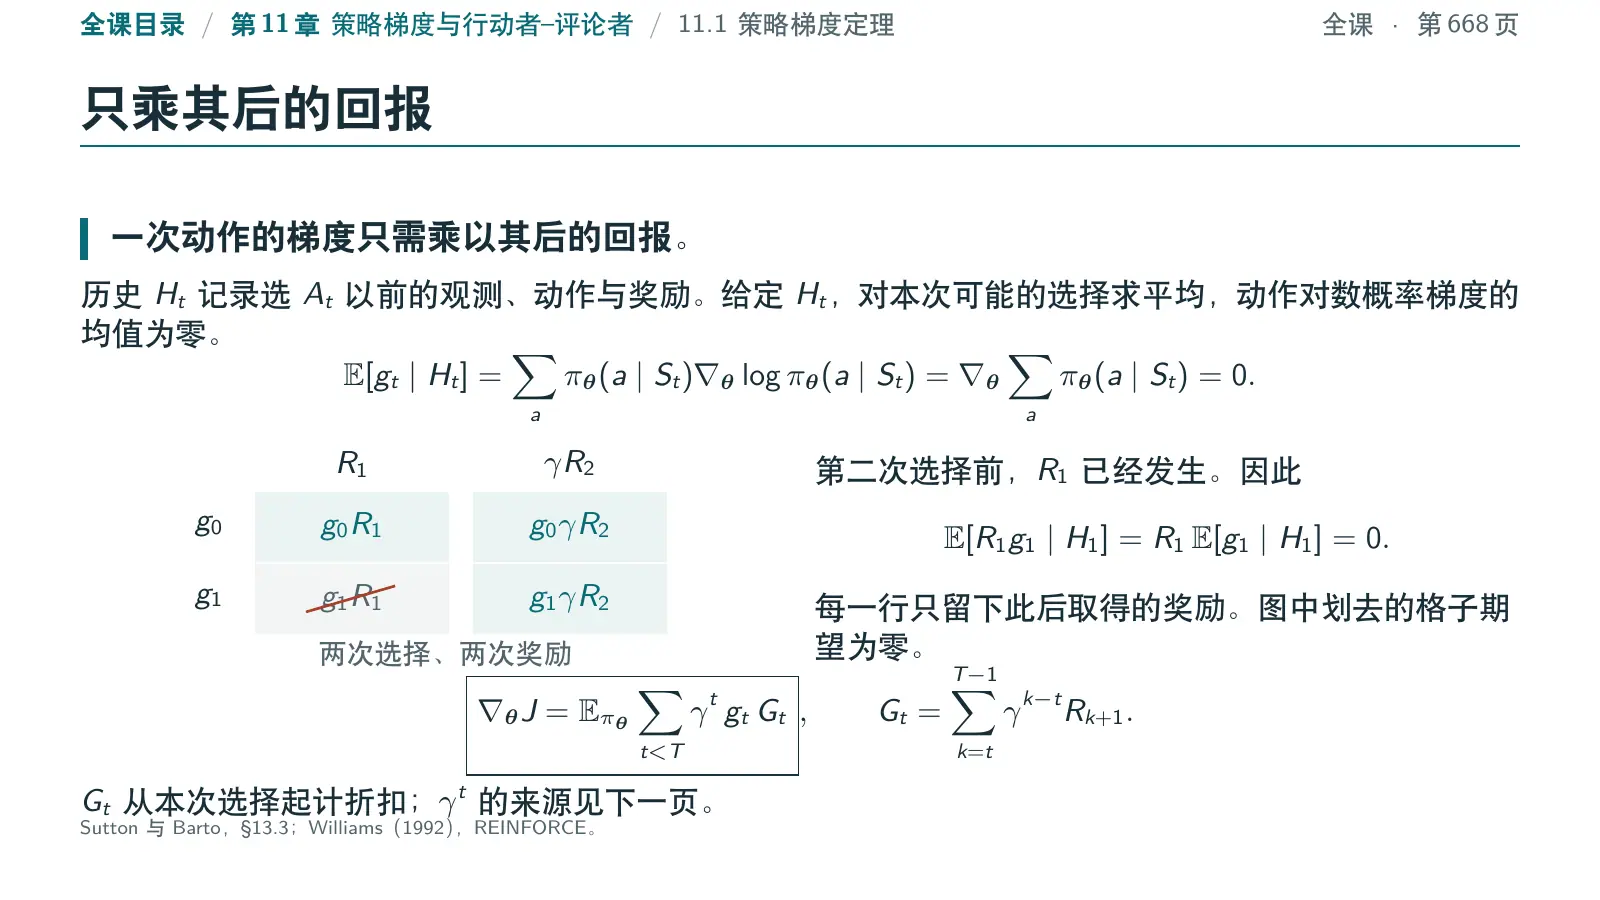 全课目录 / 第 11 章 策略梯度与行动者–评论者 / 11.1 策略梯度定理 全课 · 第 668 页
只乘其后的回报
一次动作的梯度只需乘以其后的回报。
历史 H_t 记录选 A_t 以前的观测、动作与奖励。给定 H_t，对本次可能的选择求平均，动作对数概率梯度的
均值为零。
𝔼[g_t | H_t] = ∑_a π_θ(a | S_t)∇_θ log π_θ(a | S_t) = ∇_θ ∑_a π_θ(a | S_t) = 0.
R_1 γR_2
g_0 g_0R_1 g_0γR_2
g_1 g_1R_1 g_1γR_2
两次选择、两次奖励
第二次选择前，R_1 已经发生。因此
𝔼[R_1g_1 | H_1] = R_1 𝔼[g_1 | H_1] = 0.
每一行只留下此后取得的奖励。图中划去的格子期
望为零。
∇_θJ = 𝔼_{π_θ} ∑_{t<T} γ^t g_t G_t, G_t = ∑_{k=t}^{T−1} γ^{k−t}R_{k+1}.
G_t 从本次选择起计折扣；γ^t 的来源见下一页。
Sutton 与 Barto，§13.3；Williams（1992），REINFORCE。